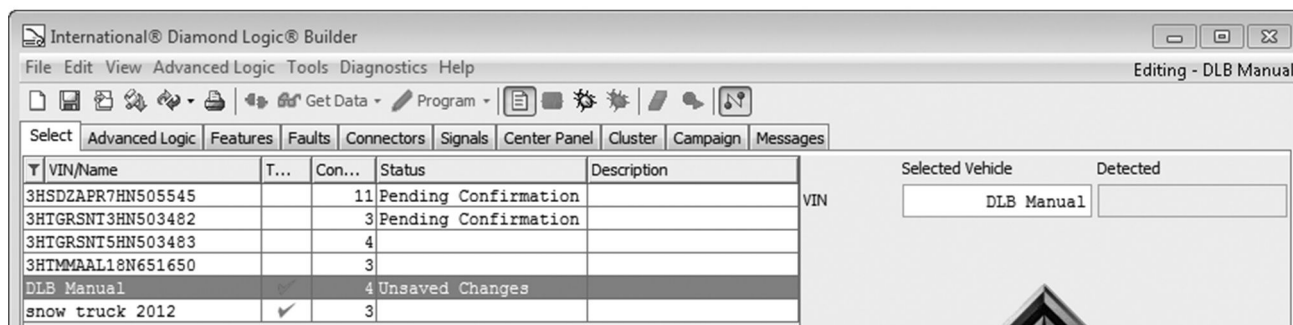 International® Diamond Logic® Builder
File Edit View Advanced Logic Tools Diagnostics Help Editing - DLB Manual
Get Data Program
Select Advanced Logic Features Faults Connectors Signals Center Panel Cluster Campaign Messages
VIN/Name T... Con... Status Description Selected Vehicle Detected
3HSDZAPR7HN505545 11 Pending Confirmation VIN DLB Manual
3HTGRSNT3HN503482 3 Pending Confirmation
3HTGRSNT5HN503483 4
3HTMMAAL18N651650 3
DLB Manual 4 Unsaved Changes
snow truck 2012 3